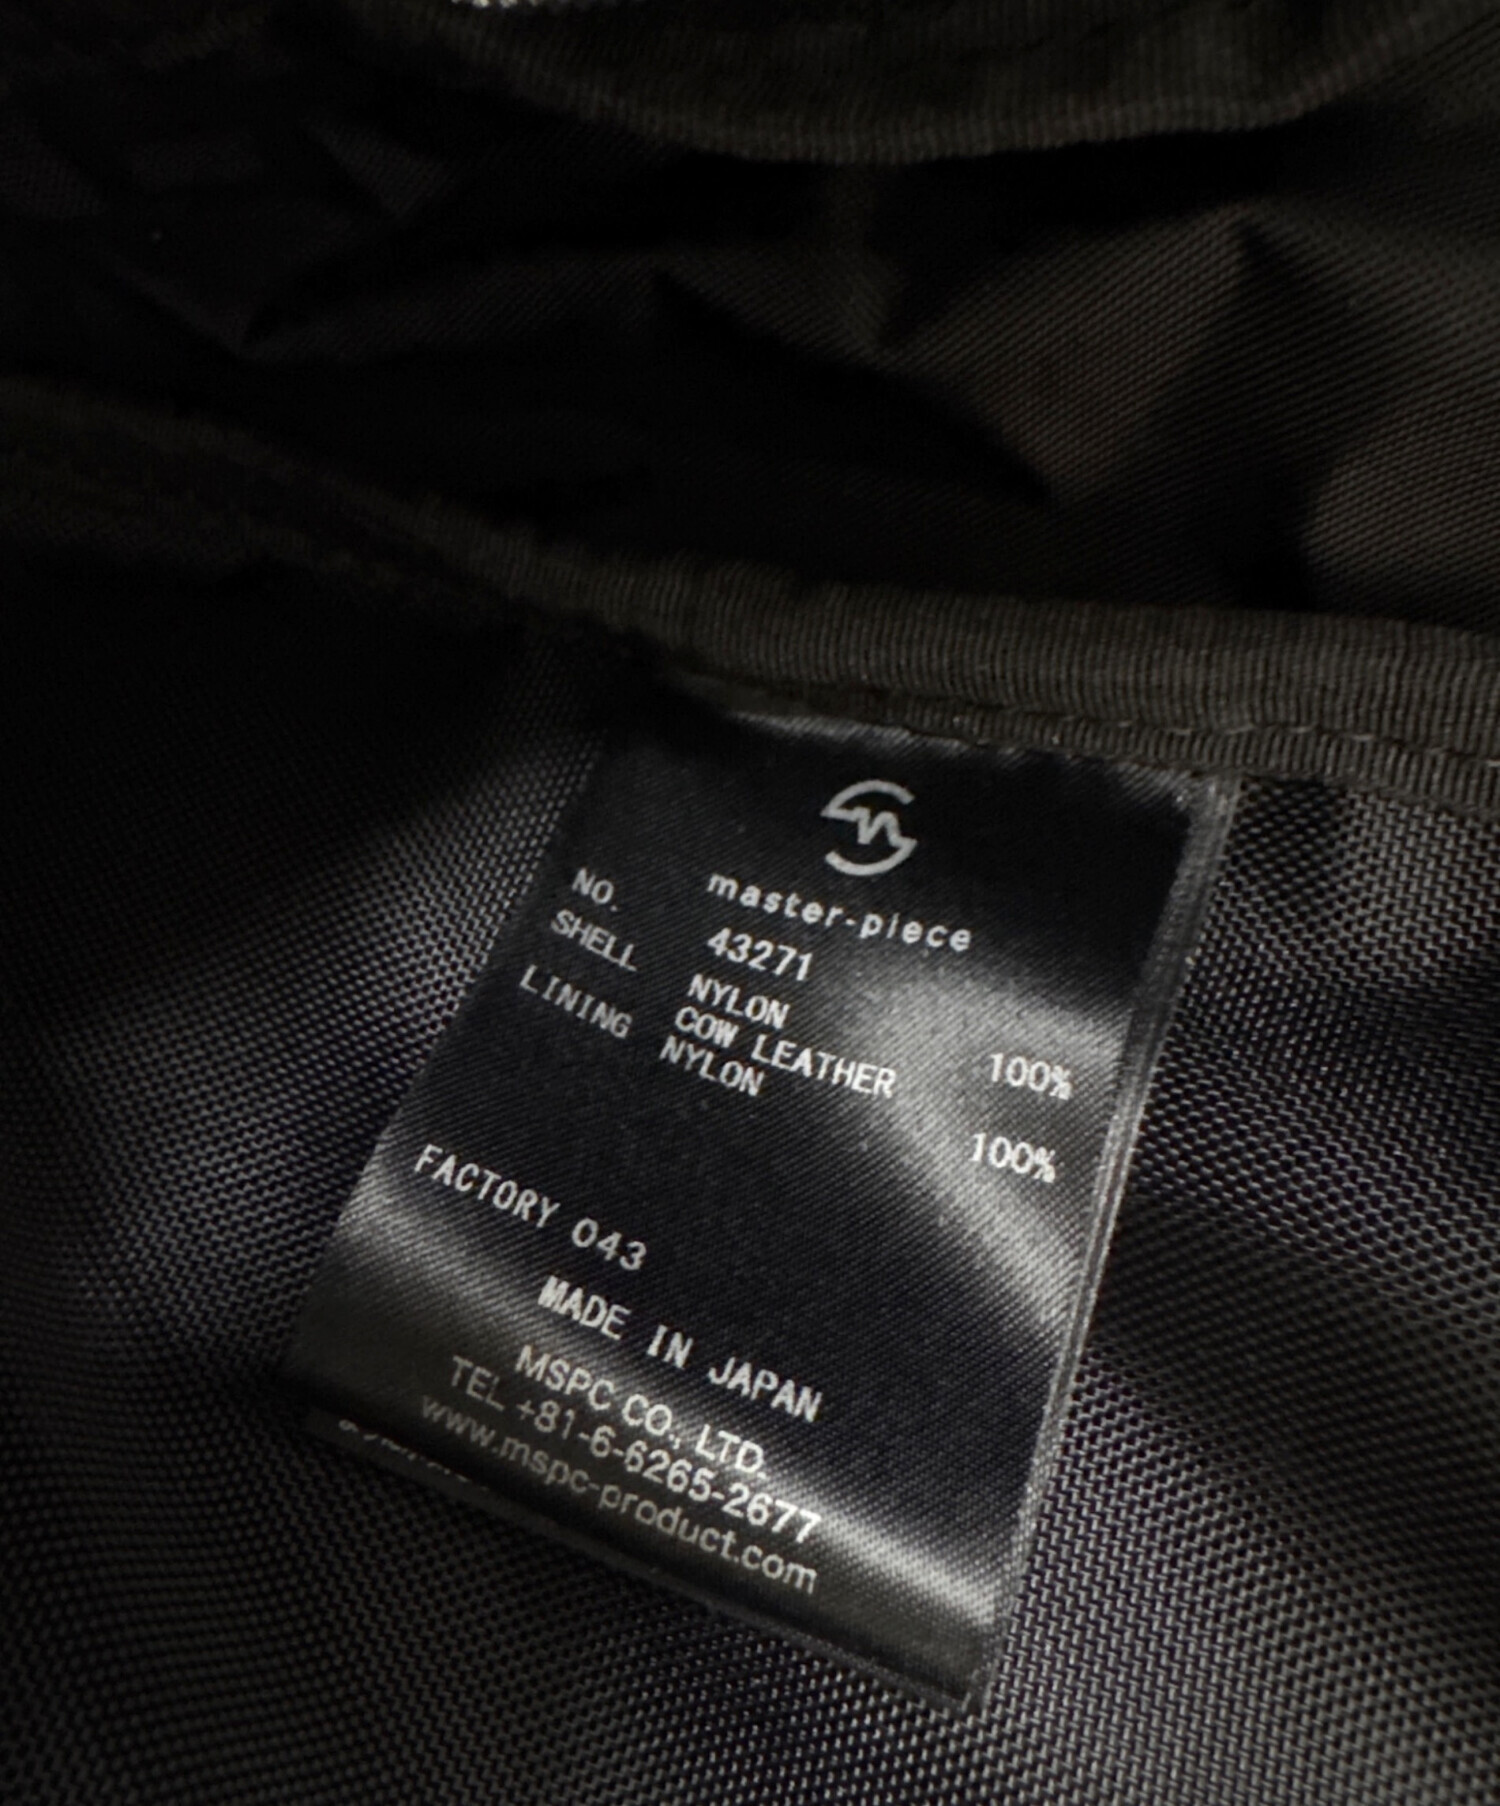 m
master-piece
NO. 43271
SHELL NYLON 100%
COW LEATHER
LINING NYLON 100%
FACTORY 043
MADE IN JAPAN
MSPC CO., LTD.
TEL +81-6-6265-2677
www.mspc-product.com